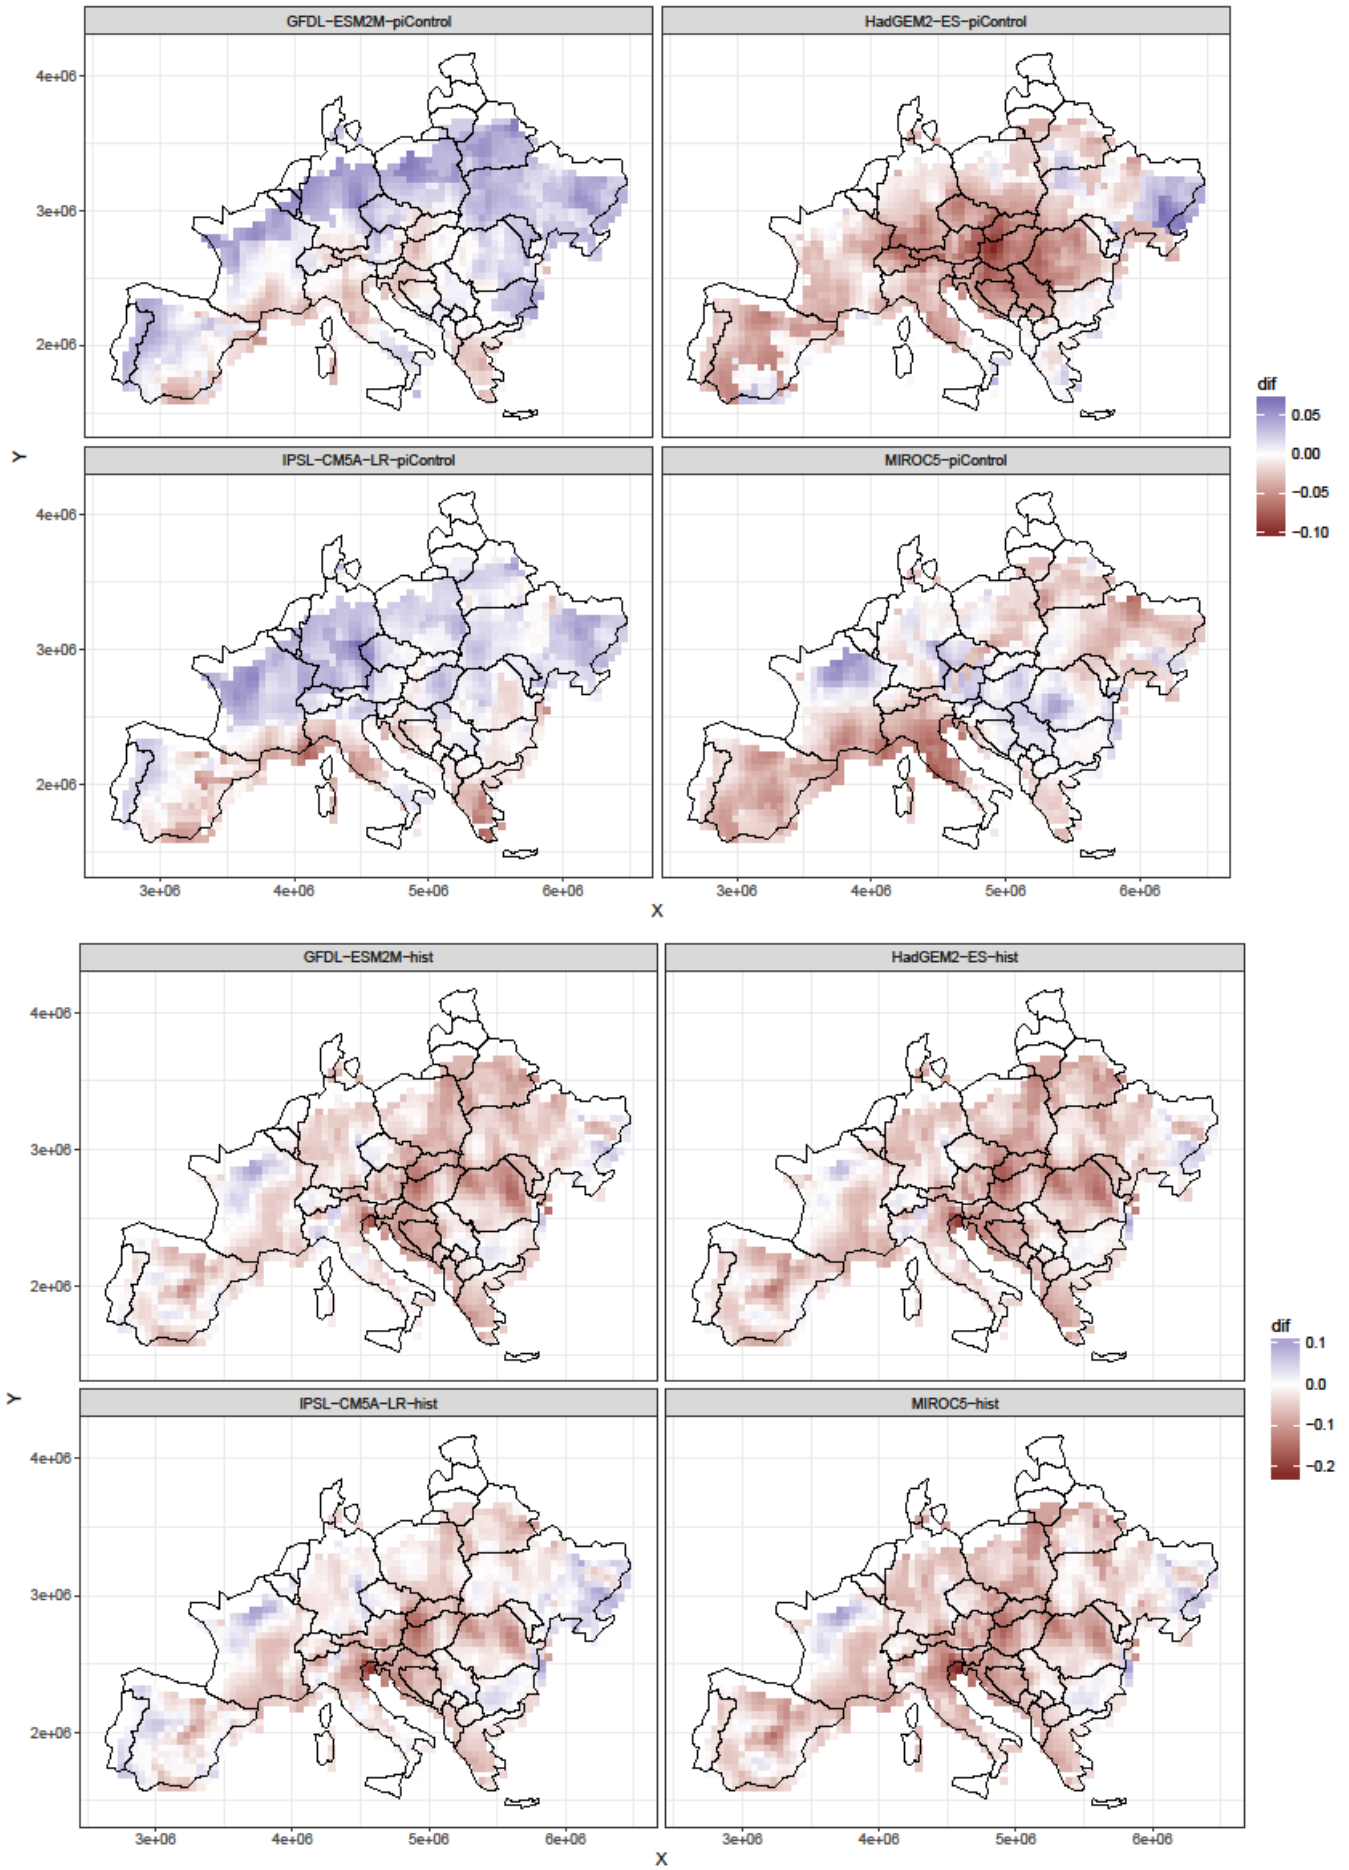 GFDL-ESM2M-piControl
HadGEM2-ES-piControl
4e+06
3e+06
2e+06
IPSL-CM5A-LR-piControl
MIROC5-piControl
4e+06
3e+06
2e+06
3e+06 4e+06 5e+06 6e+06
3e+06 4e+06 5e+06 6e+06
X
Y
dif
0.05
0.00
-0.05
-0.10
GFDL-ESM2M-hist
HadGEM2-ES-hist
4e+06
3e+06
2e+06
IPSL-CM5A-LR-hist
MIROC5-hist
4e+06
3e+06
2e+06
3e+06 4e+06 5e+06 6e+06
3e+06 4e+06 5e+06 6e+06
X
Y
dif
0.1
0.0
-0.1
-0.2